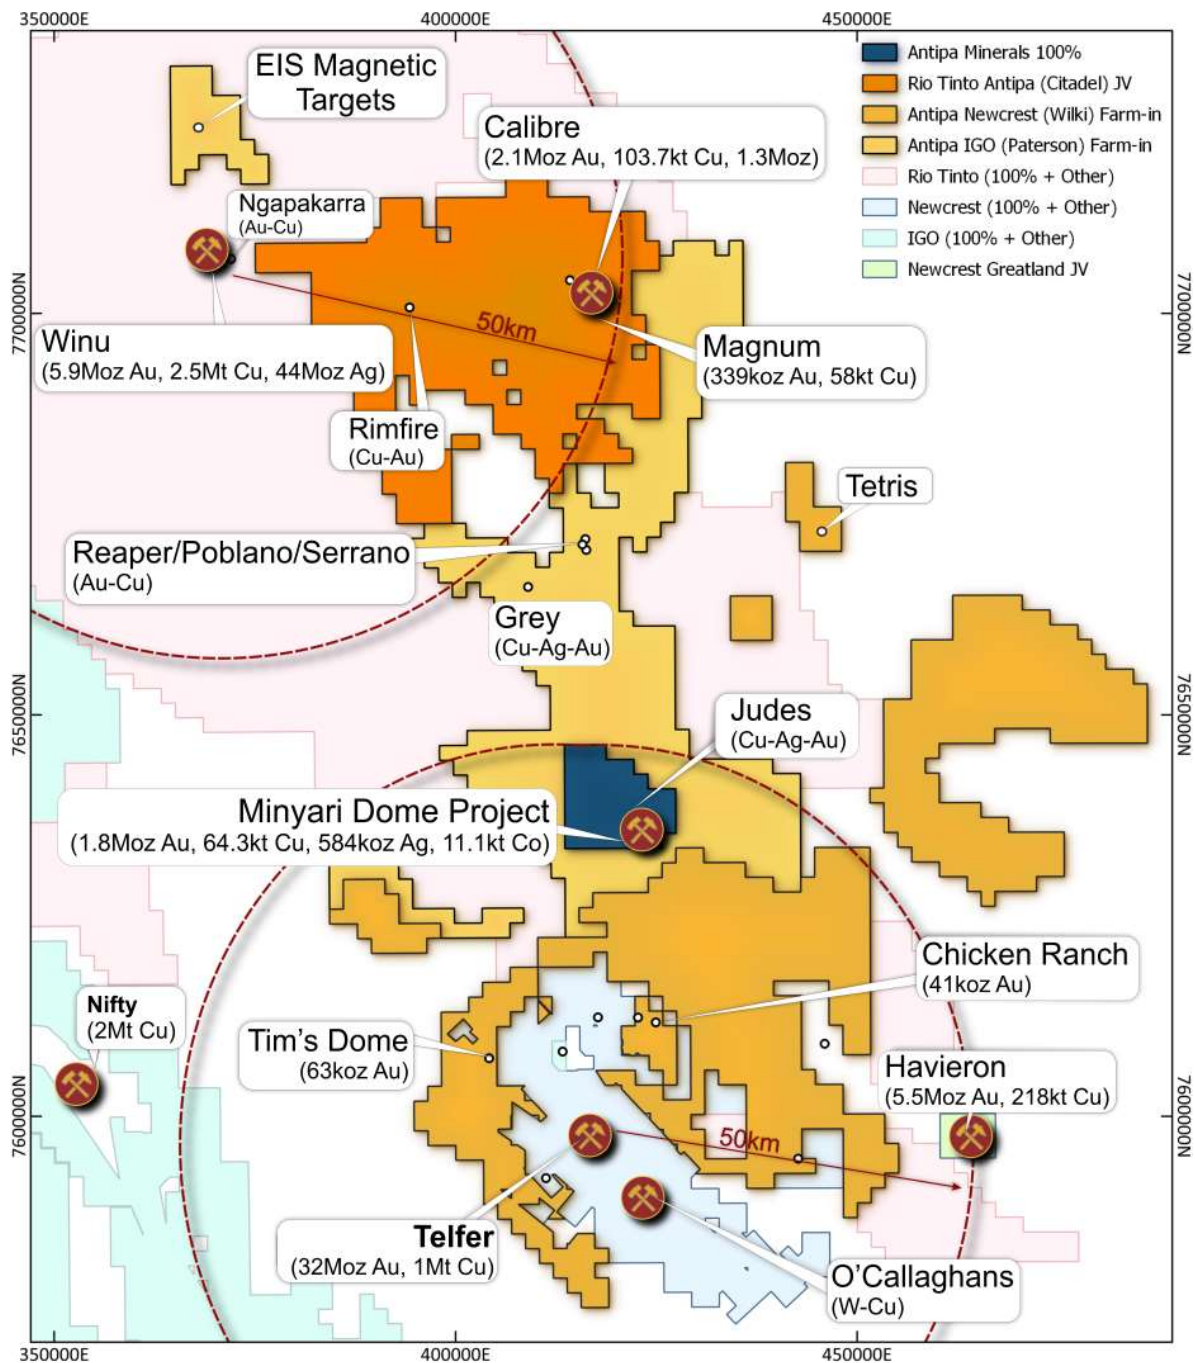 350000E
400000E
450000E
EIS Magnetic
Targets
Antipa Minerals 100%
Rio Tinto Antipa (Citadel) JV
Antipa Newcrest (Wilki) Farm-in
Antipa IGO (Paterson) Farm-in
Rio Tinto (100% + Other)
Newcrest (100% + Other)
IGO (100% + Other)
Newcrest Greatland JV
Calibre
(2.1Moz Au, 103.7kt Cu, 1.3Moz)
Ngapakarra
(Au-Cu)
7700000N
7700000N
50km
Winu
(5.9Moz Au, 2.5Mt Cu, 44Moz Ag)
Magnum
(339koz Au, 58kt Cu)
Rimfire
(Cu-Au)
Tetris
Reaper/Poblano/Serrano
(Au-Cu)
Grey
(Cu-Ag-Au)
7650000N
7650000N
Judes
(Cu-Ag-Au)
Minyari Dome Project
(1.8Moz Au, 64.3kt Cu, 584koz Ag, 11.1kt Co)
Chicken Ranch
(41koz Au)
Nifty
(2Mt Cu)
Tim's Dome
(63koz Au)
Havieron
(5.5Moz Au, 218kt Cu)
7600000N
7600000N
50km
Telfer
(32Moz Au, 1Mt Cu)
O'Callaghans
(W-Cu)
350000E
400000E
450000E